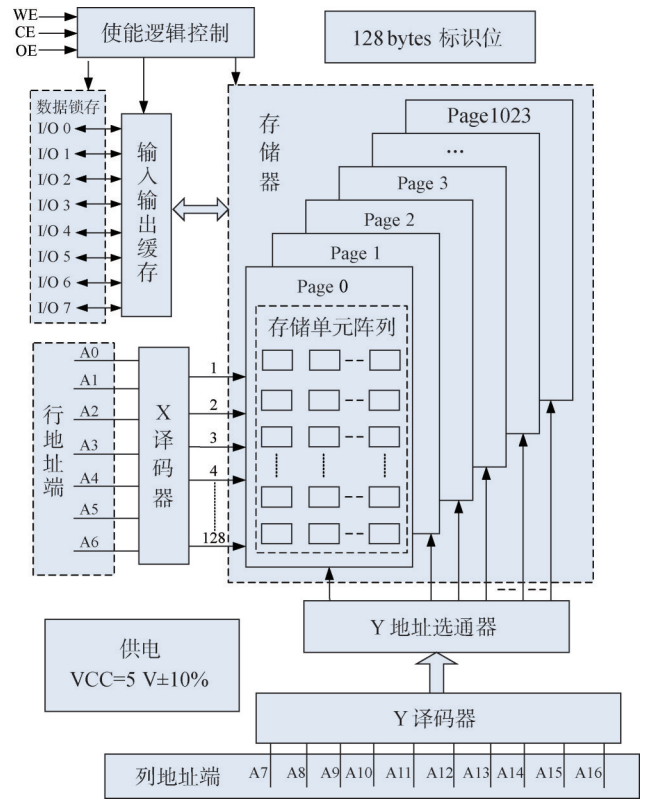 WE
CE
OE
使能逻辑控制
128 bytes 标识位
数据锁存
I/O 0
I/O 1
I/O 2
I/O 3
I/O 4
I/O 5
I/O 6
I/O 7
输入输出缓存
存储器
Page1023
...
Page 3
Page 2
Page 1
Page 0
存储单元阵列
行地址端
A0
A1
A2
A3
A4
A5
A6
X译码器
1
2
3
4
128
Y 地址选通器
供电
VCC=5 V±10%
Y 译码器
列地址端
A7
A8
A9
A10
A11
A12
A13
A14
A15
A16